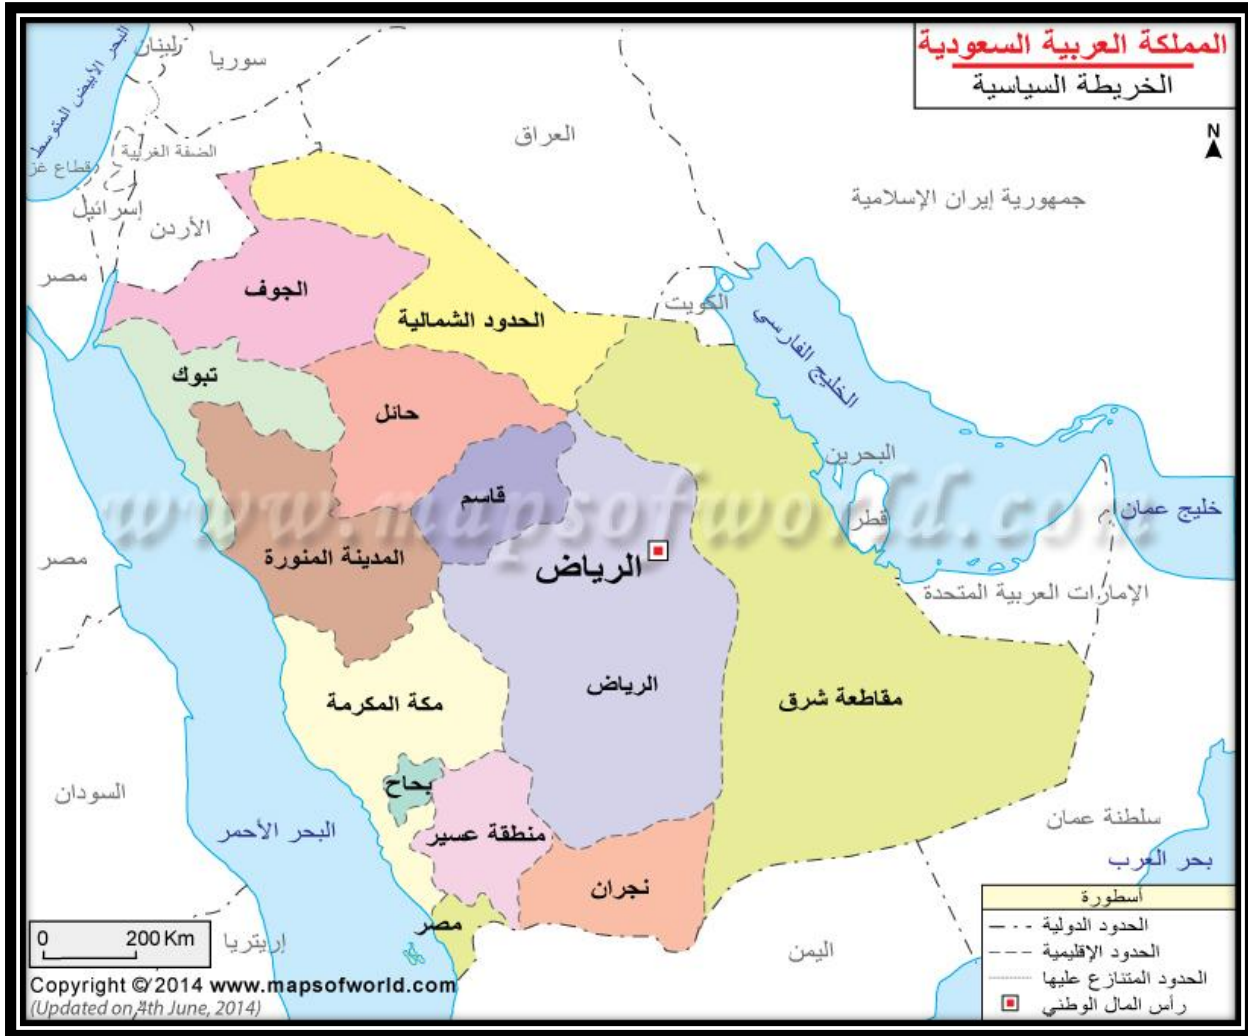 المملكة العربية السعودية
الخريطة السياسية
N
البحر الأبيض المتوسط
لبنان
سوريا
العراق
جمهورية إيران الإسلامية
الضفة الغربية
قطاع غز
إسرائيل
الأردن
مصر
الكويت
الجوف
الحدود الشمالية
الخليج الفارسي
تبوك
حائل
البحرين
قاسم
قطر
خليج عمان
www.mapsofworld.com
المدينة المنورة
الرياض
مصر
الإمارات العربية المتحدة
الرياض
مكة المكرمة
مقاطعة شرق
بحاح
السودان
البحر الأحمر
منطقة عسير
سلطنة عمان
بحر العرب
نجران
مصر
إريتريا
اليمن
أسطورة
الحدود الدولية
الحدود الإقليمية
الحدود المتنازع عليها
رأس المال الوطني
0 200 Km
Copyright © 2014 www.mapsofworld.com
(Updated on 4th June, 2014)